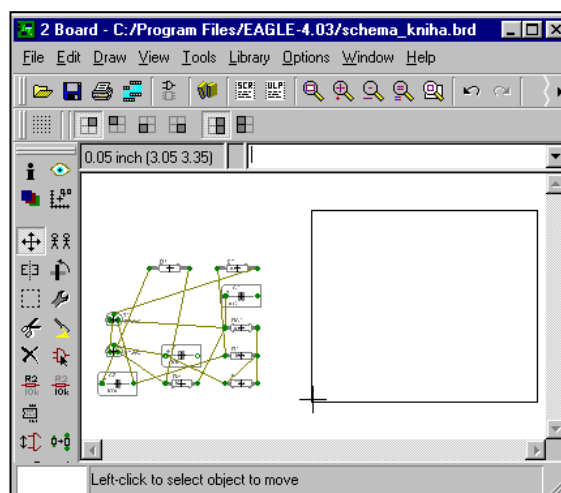 2 Board - C:/Program Files/EAGLE-4.03/schema_kniha.brd
File Edit Draw View Tools Library Options Window Help
SCR ULP
0.05 inch (3.05 3.35)
R2 R2
10k 10k
Left-click to select object to move